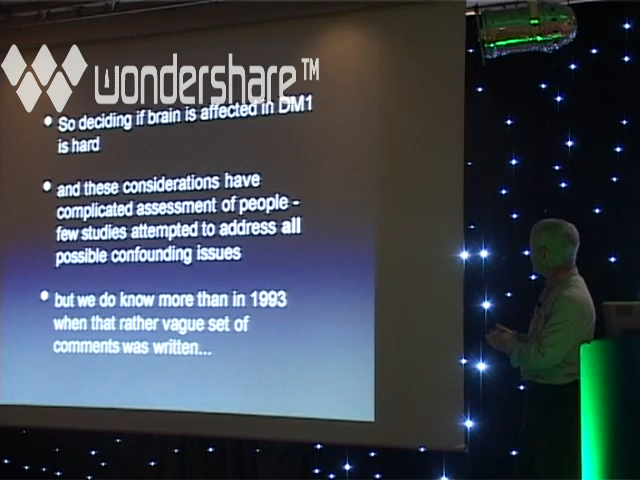 wondershare™
• So deciding if brain is affected in DM1
is hard
• and these considerations have
complicated assessment of people -
few studies attempted to address all
possible confounding issues
• but we do know more than in 1993
when that rather vague set of
comments was written...